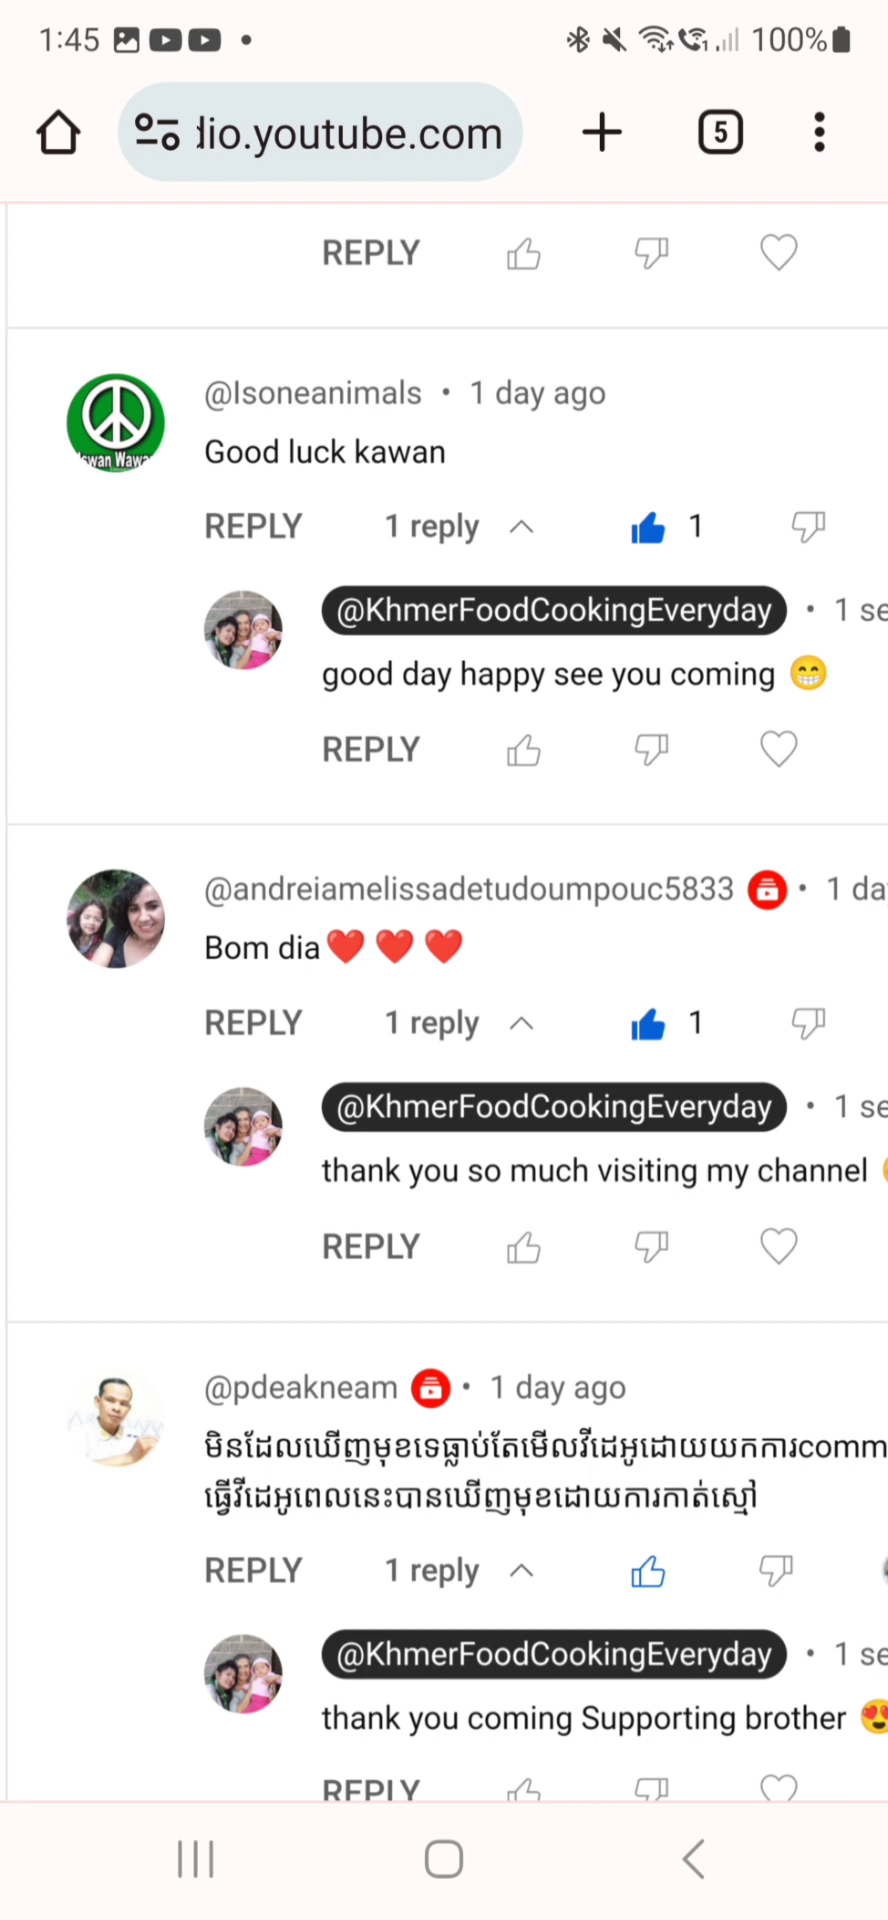 1:45
100%
dio.youtube.com
5
REPLY
@Isoneanimals • 1 day ago
Good luck kawan
REPLY 1 reply 1
@KhmerFoodCookingEveryday • 1 se
good day happy see you coming 😁
REPLY
@andreiamelissadetudoumpouc5833 • 1 da
Bom dia❤️❤️❤️
REPLY 1 reply 1
@KhmerFoodCookingEveryday • 1 se
thank you so much visiting my channel
REPLY
@pdeakneam • 1 day ago
មិនដែលឃើញមុខទេធ្លាប់តែមើលវីដេអូដោយយកការcomm
ធ្វើវីដេអូពេលនេះបានឃើញមុខដោយការកាត់ស្មៅ
REPLY 1 reply
@KhmerFoodCookingEveryday • 1 se
thank you coming Supporting brother 😍
REPLY